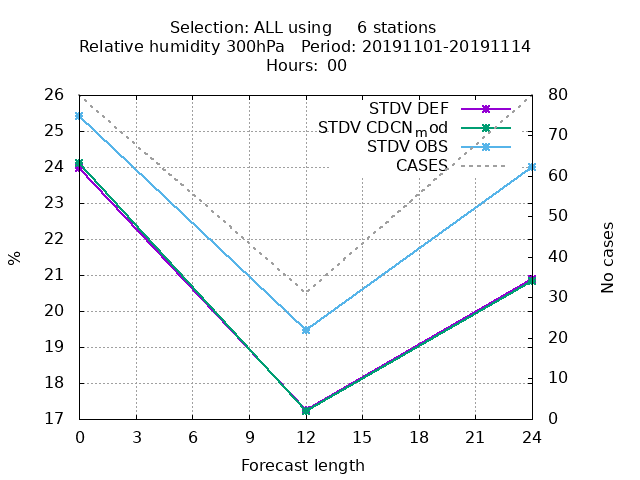 Selection: ALL using     6 stations
Relative humidity 300hPa   Period: 20191101-20191114
Hours:  00
STDV DEF
STDV CDCN_mod
STDV OBS
CASES
26
25
24
23
22
21
20
19
18
17
%
80
70
60
50
40
30
20
10
0
No cases
0 3 6 9 12 15 18 21 24
Forecast length